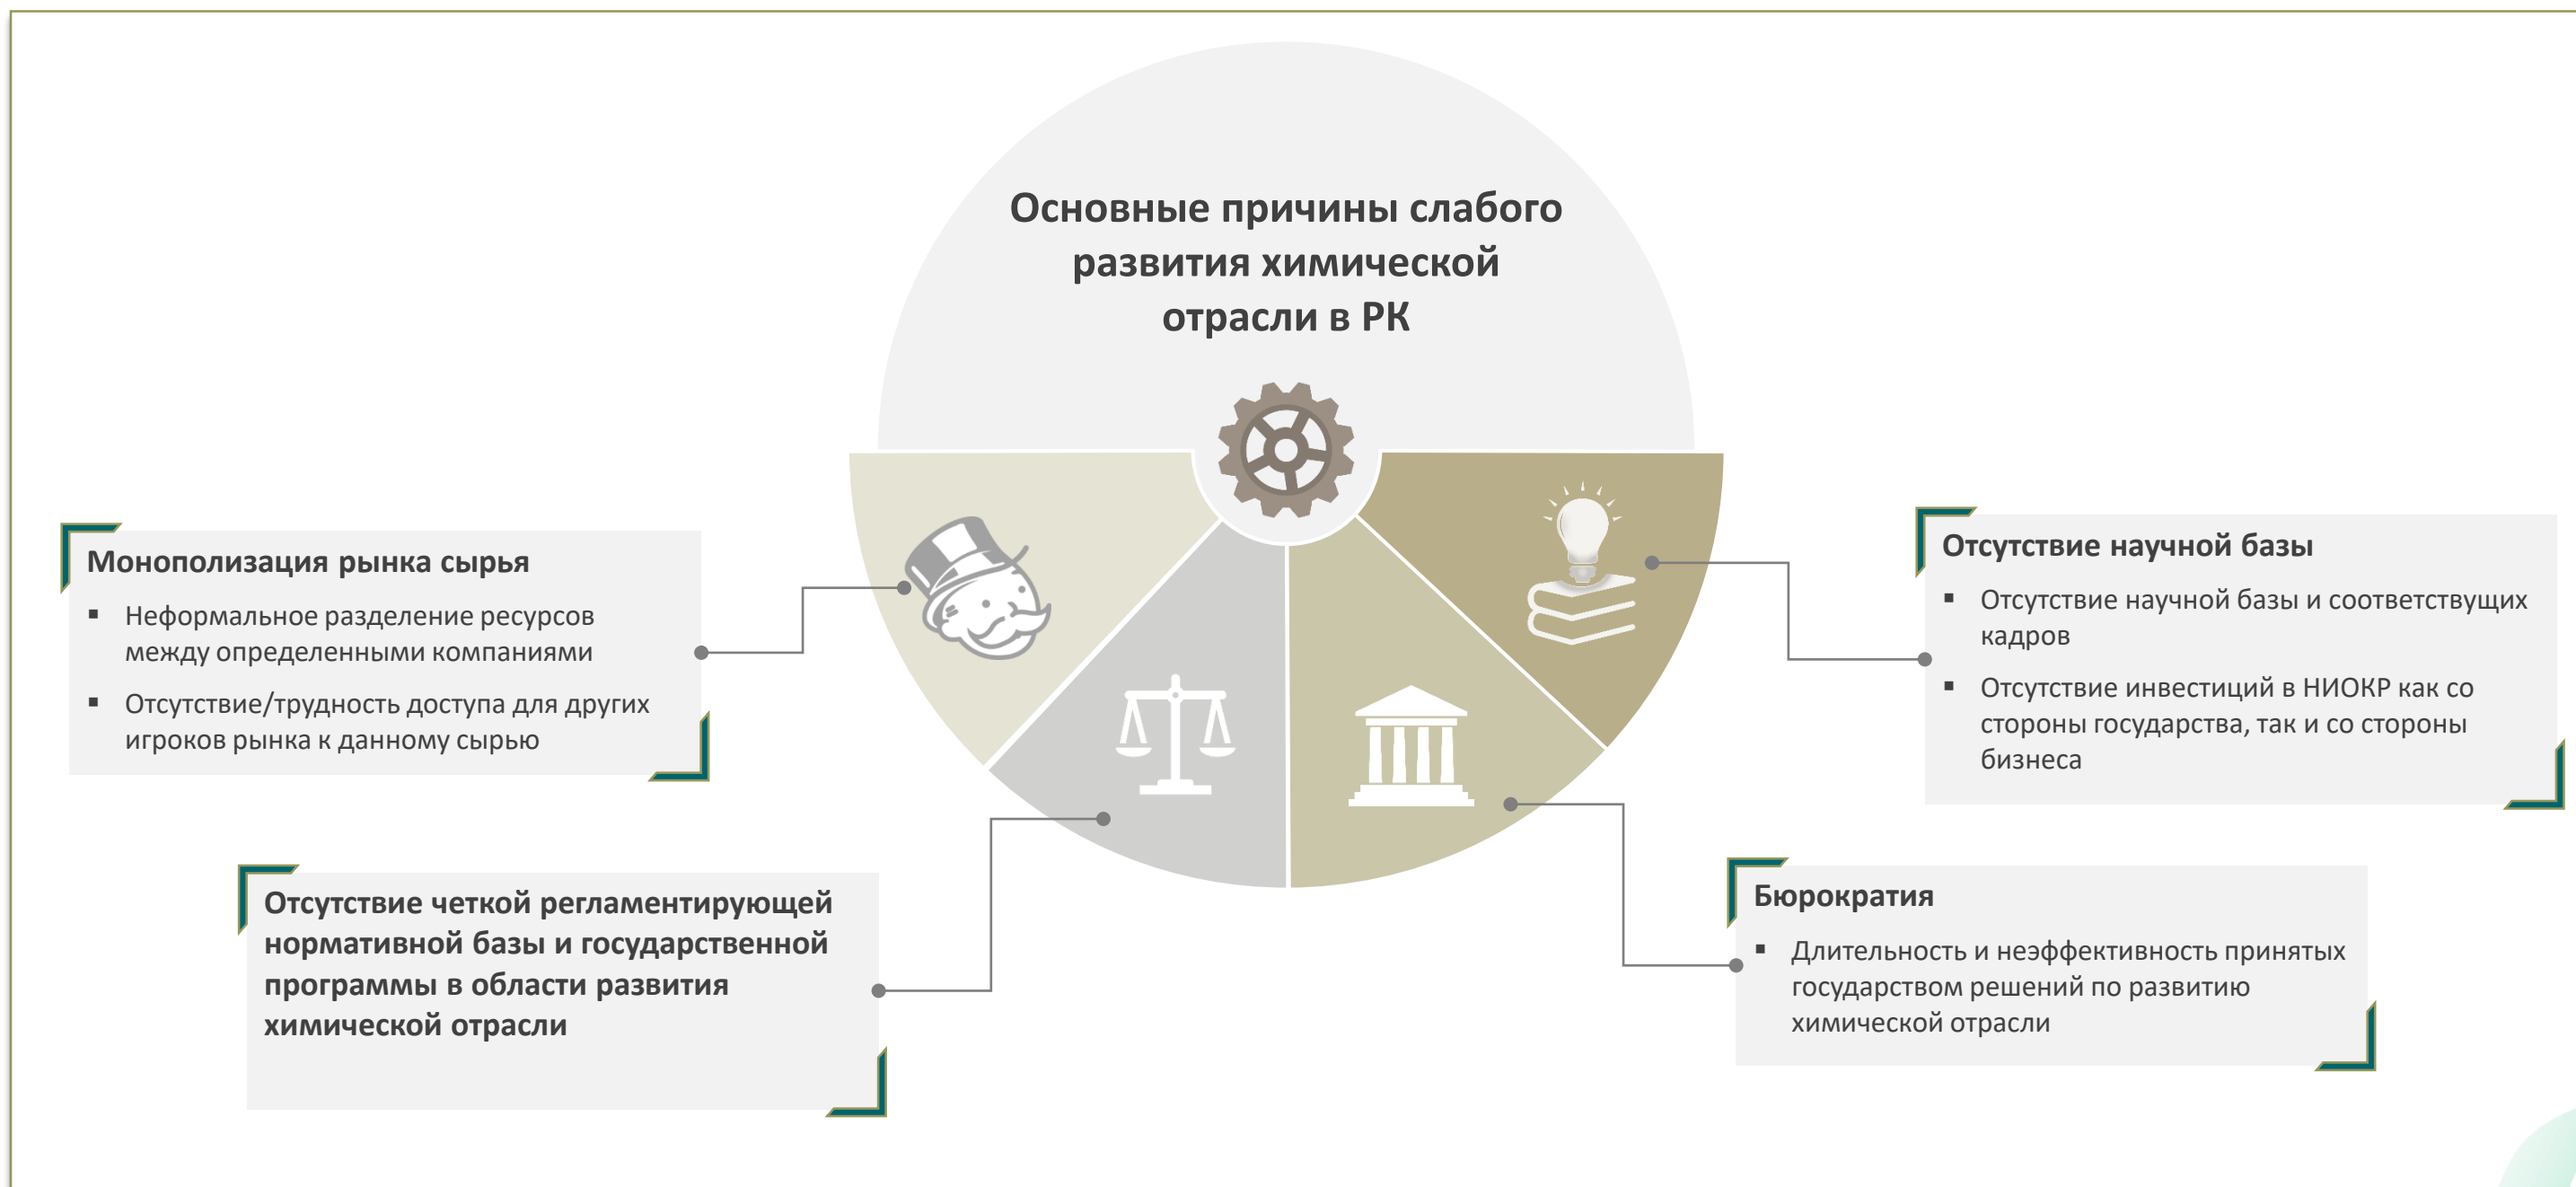 Основные причины слабого
развития химической
отрасли в РК
Монополизация рынка сырья
▪ Неформальное разделение ресурсов
между определенными компаниями
▪ Отсутствие/трудность доступа для других
игроков рынка к данному сырью
Отсутствие четкой регламентирующей
нормативной базы и государственной
программы в области развития
химической отрасли
Отсутствие научной базы
▪ Отсутствие научной базы и соответствущих
кадров
▪ Отсутствие инвестиций в НИОКР как со
стороны государства, так и со стороны
бизнеса
Бюрократия
▪ Длительность и неэффективность принятых
государством решений по развитию
химической отрасли